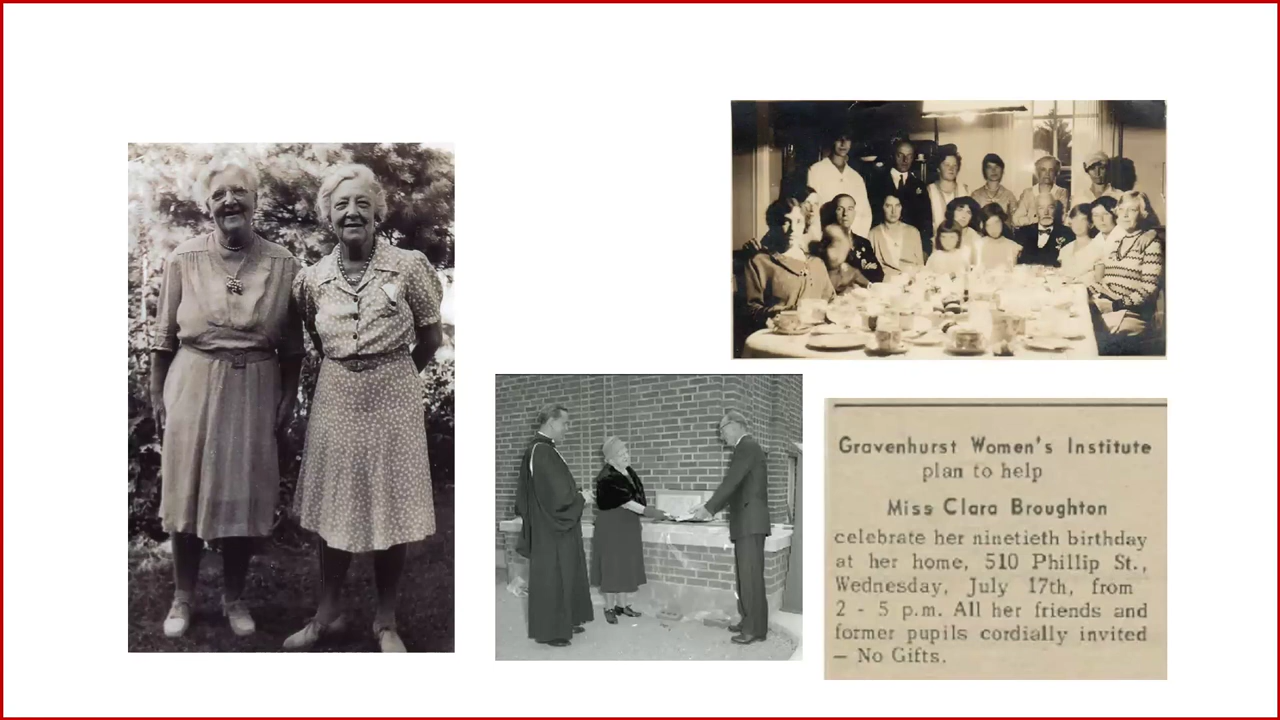 Gravenhurst Women's Institute
plan to help
Miss Clara Broughton
celebrate her ninetieth birthday
at her home, 510 Phillip St.,
Wednesday, July 17th, from
2 - 5 p.m. All her friends and
former pupils cordially invited
— No Gifts.